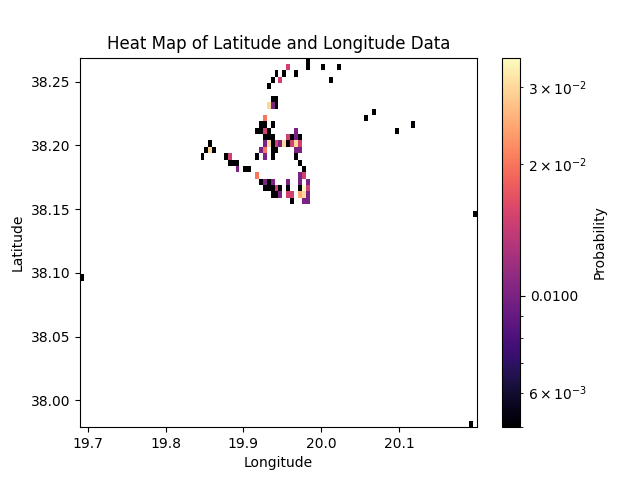 Heat Map of Latitude and Longitude Data
38.25
38.20
38.15
38.10
38.05
38.00
Latitude
19.7 19.8 19.9 20.0 20.1
Longitude
3 × 10⁻²
2 × 10⁻²
0.0100
6 × 10⁻³
Probability